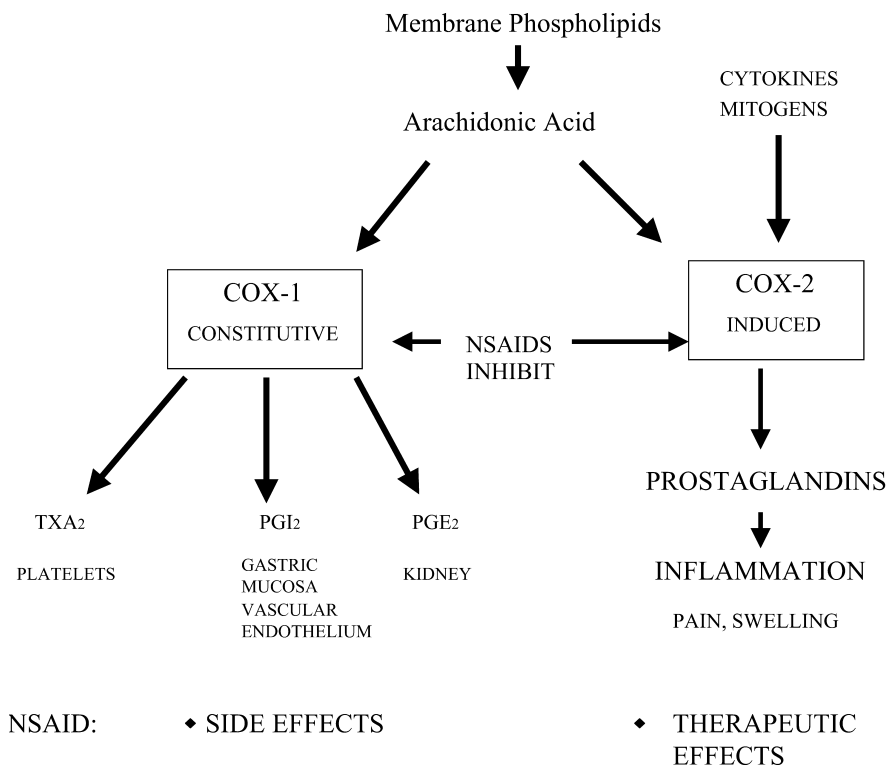 Membrane Phospholipids
CYTOKINES
MITOGENS
Arachidonic Acid
COX-1
CONSTITUTIVE
NSAIDS
INHIBIT
COX-2
INDUCED
TXA2
PLATELETS
PGI2
GASTRIC
MUCOSA
VASCULAR
ENDOTHELIUM
PGE2
KIDNEY
PROSTAGLANDINS
INFLAMMATION
PAIN, SWELLING
NSAID:
SIDE EFFECTS
THERAPEUTIC
EFFECTS